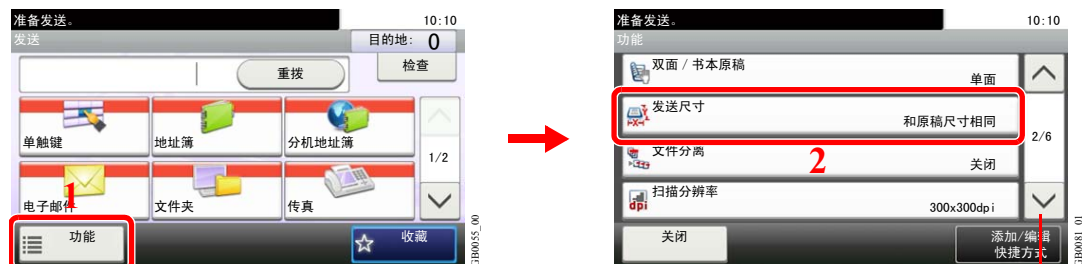 准备发送。
10:10
发送
目的地: 0
重拨
检查
单触键
地址簿
分机地址簿
1/2
电子邮件
文件夹
传真
1
功能
收藏
GB0055_00
准备发送。
10:10
功能
双面 / 书本原稿
单面
发送尺寸
和原稿尺寸相同
2/6
文件分离
关闭
2
扫描分辨率
dpi
300x300dpi
关闭
添加/编辑
快捷方式
GB0081_01